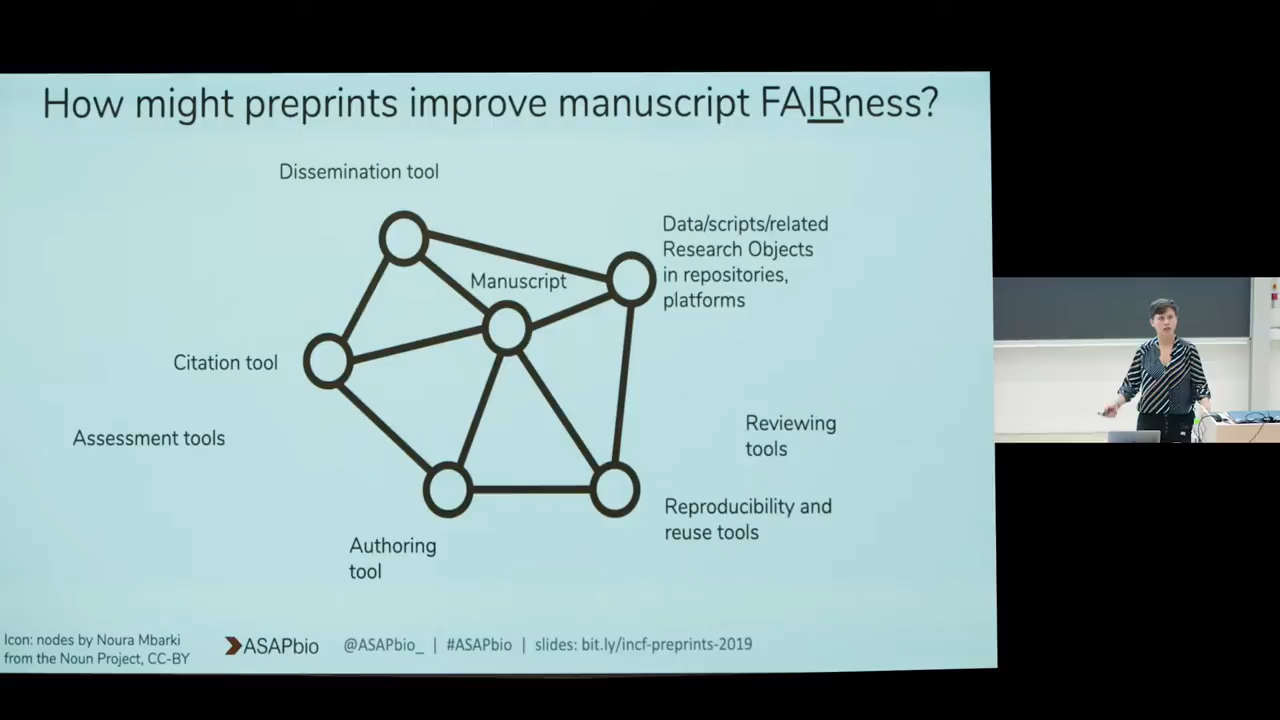 How might preprints improve manuscript FAIRness?
Dissemination tool
Data/scripts/related
Research Objects
in repositories,
platforms
Manuscript
Citation tool
Assessment tools
Reviewing
tools
Reproducibility and
reuse tools
Authoring
tool
Icon: nodes by Noura Mbarki
from the Noun Project, CC-BY
ASAPbio
@ASAPbio_ | #ASAPbio | slides: bit.ly/incf-preprints-2019